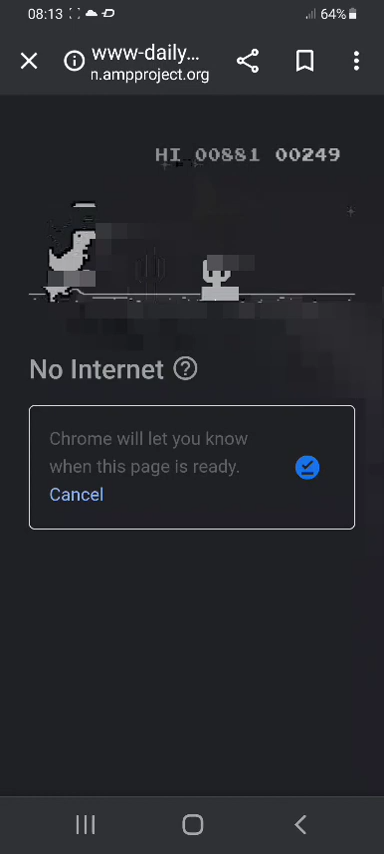 08:13
64%
www-daily...
n.ampproject.org
HI 00881 00249
No Internet
Chrome will let you know
when this page is ready.
Cancel